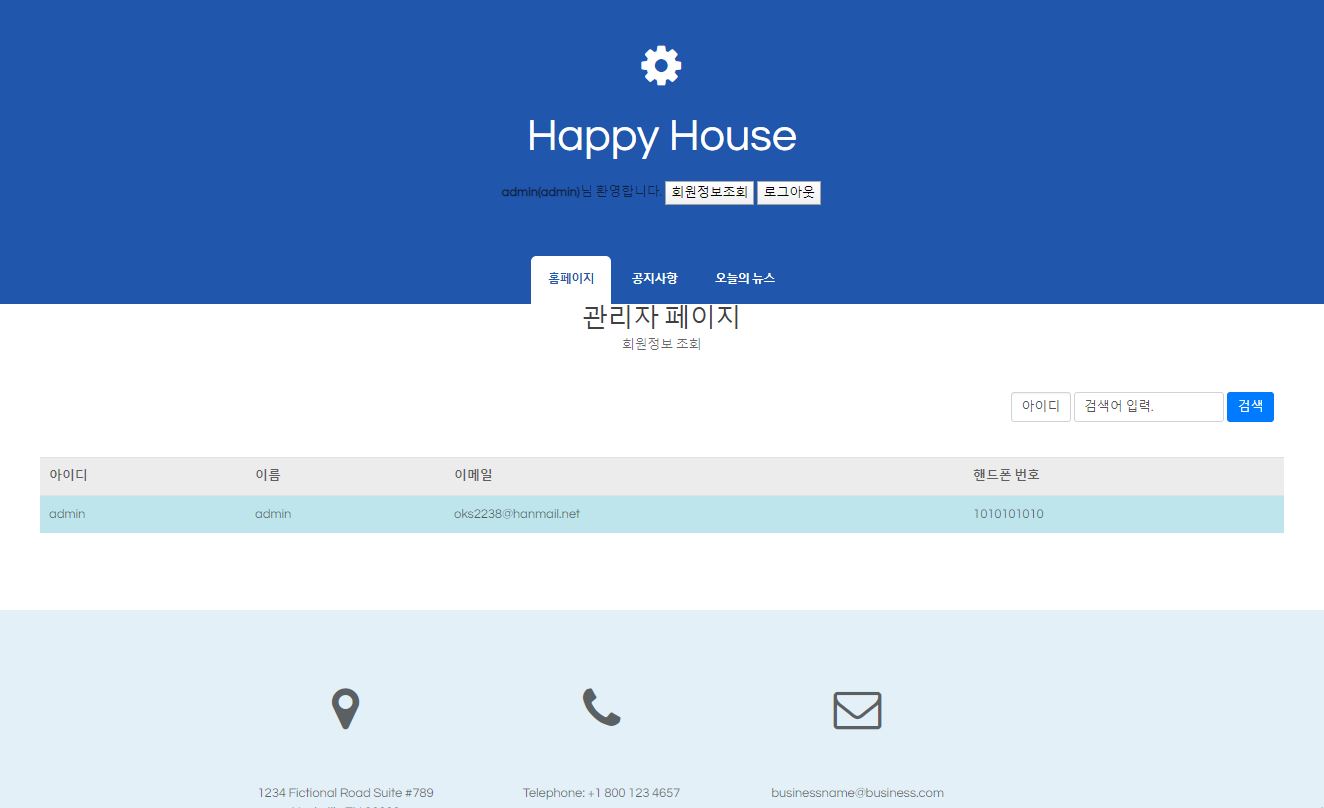 Happy House
admin(admin)님 환영합니다. 회원정보조회 로그아웃
홈페이지 공지사항 오늘의 뉴스
관리자 페이지
회원정보 조회
아이디 검색어 입력. 검색
아이디 이름 이메일 핸드폰 번호
admin admin oks2238@hanmail.net 1010101010
1234 Fictional Road Suite #789 Telephone: +1 800 123 4657 businessname@business.com